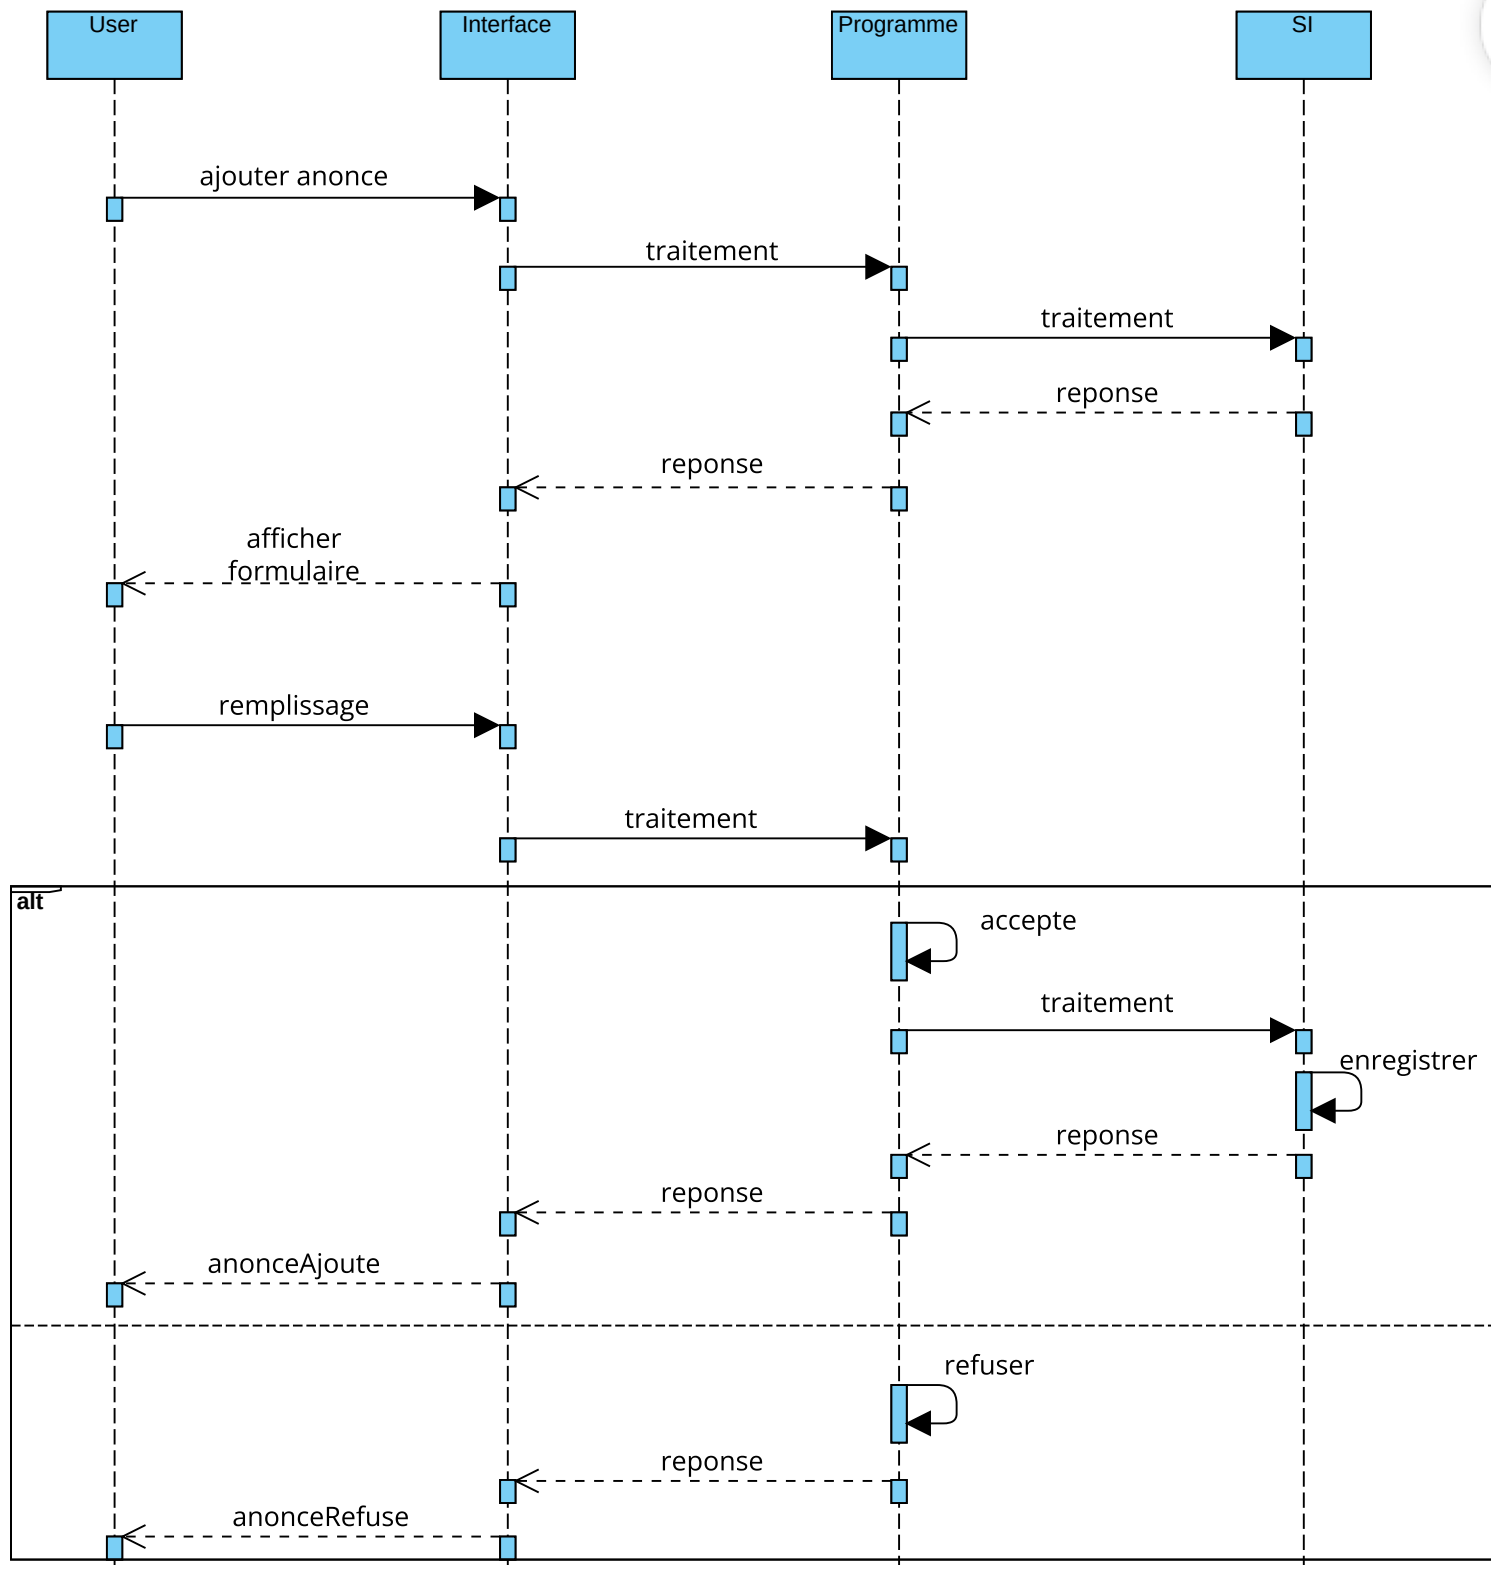 User
Interface
Programme
SI
ajouter anonce
traitement
traitement
reponse
reponse
afficher
formulaire
remplissage
traitement
alt
accepte
traitement
enregistrer
reponse
reponse
anonceAjoute
refuser
reponse
anonceRefuse